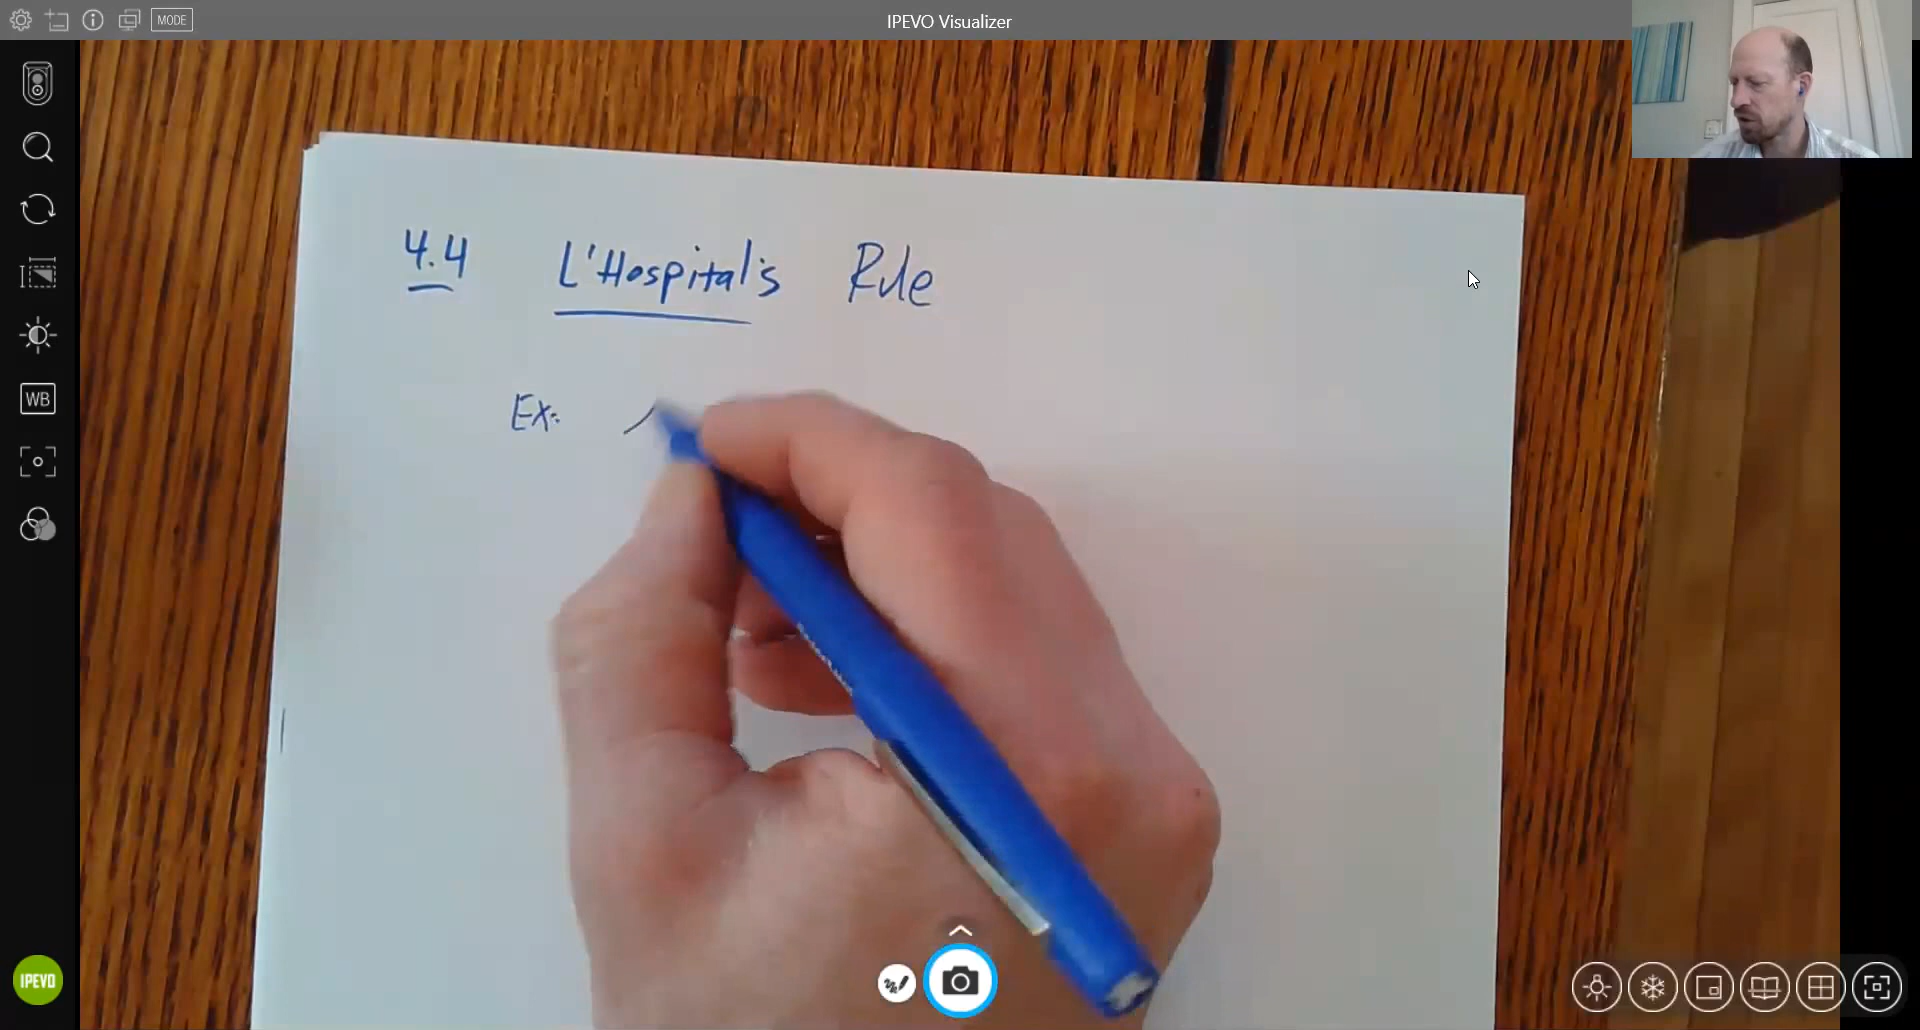 MODE
IPEVO Visualizer
WB
4.4 L'Hospital's Rule
Ex:
IPEVO